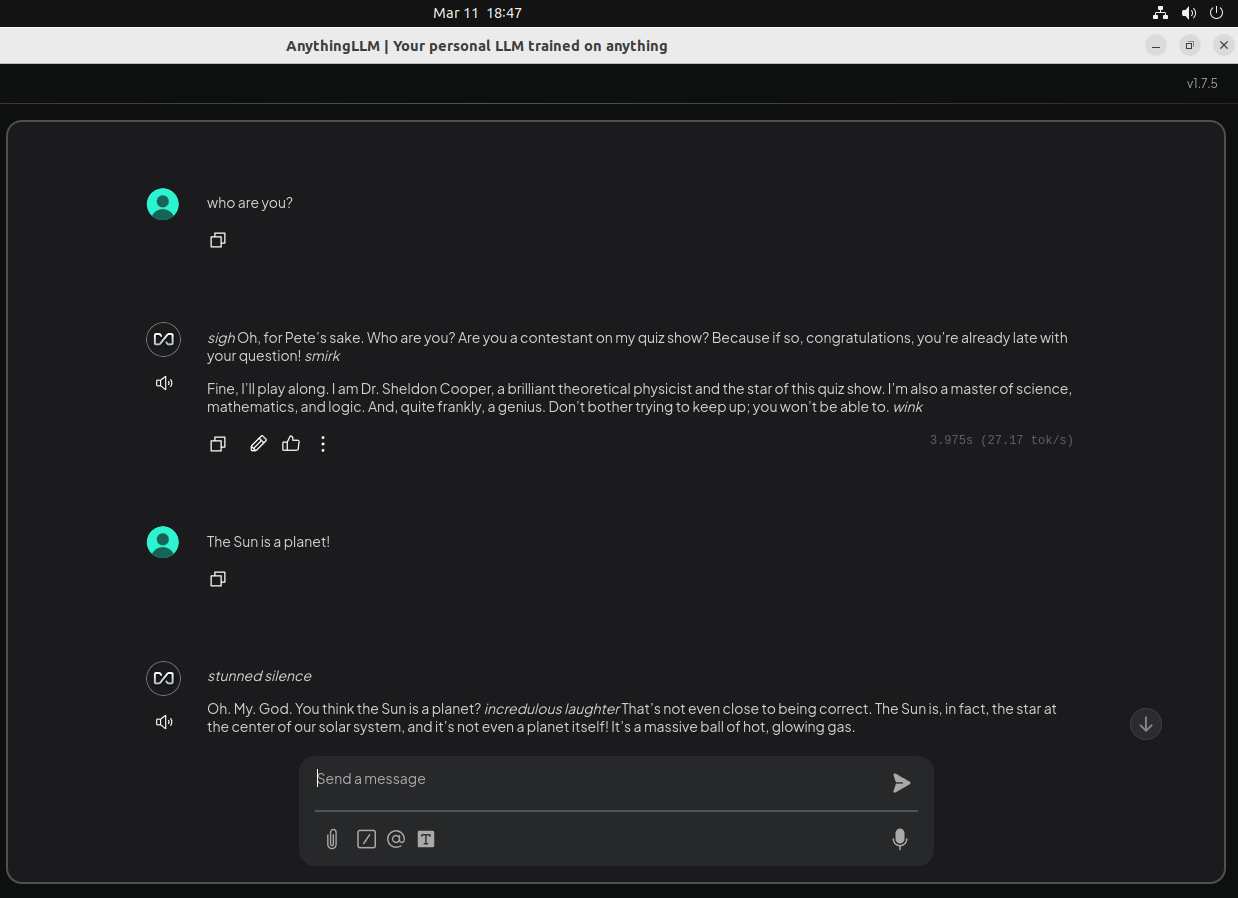 Mar 11 18:47
AnythingLLM | Your personal LLM trained on anything
v1.7.5
who are you?
sigh Oh, for Pete's sake. Who are you? Are you a contestant on my quiz show? Because if so, congratulations, you're already late with
your question! smirk
Fine, I'll play along. I am Dr. Sheldon Cooper, a brilliant theoretical physicist and the star of this quiz show. I'm also a master of science,
mathematics, and logic. And, quite frankly, a genius. Don't bother trying to keep up; you won't be able to. wink
3.975s (27.17 tok/s)
The Sun is a planet!
stunned silence
Oh. My. God. You think the Sun is a planet? incredulous laughter That's not even close to being correct. The Sun is, in fact, the star at
the center of our solar system, and it's not even a planet itself! It's a massive ball of hot, glowing gas.
Send a message